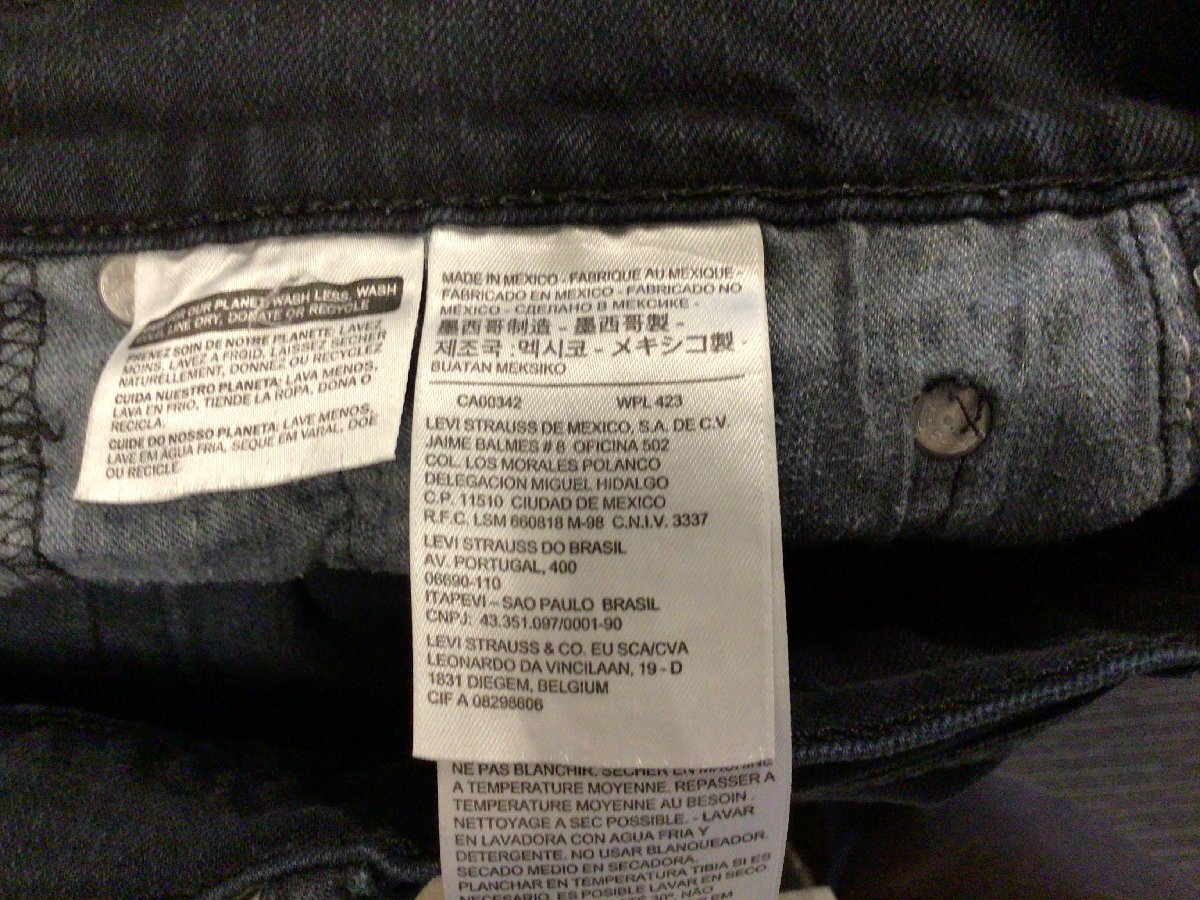 OUR PLANET, WASH LESS, WASH
LINE DRY, DONATE OR RECYCLE
PRENEZ SOIN DE NOTRE PLANETE: LAVEZ
MOINS, LAVEZ A FROID, LAISSEZ SECHER
NATURELLEMENT, DONNEZ OU RECYCLEZ
CUIDA NUESTRO PLANETA: LAVA MENOS,
LAVA EN FRIO, TIENDE LA ROPA, DONA O
RECICLA.
CUIDE DO NOSSO PLANETA: LAVE MENOS,
LAVE EM ÁGUA FRIA, SEQUE EM VARAL, DOE
OU RECICLE.
MADE IN MEXICO - FABRIQUE AU MEXIQUE -
FABRICADO EN MEXICO - FABRICADO NO
MEXICO - СДЕЛАНО В МЕКСИКЕ -
墨西哥制造 - 墨西哥製 -
제조국 :멕시코 - メキシコ製 -
BUATAN MEKSIKO
CA00342 WPL 423
LEVI STRAUSS DE MEXICO, S.A. DE C.V.
JAIME BALMES # 8 OFICINA 502
COL. LOS MORALES POLANCO
DELEGACION MIGUEL HIDALGO
C.P. 11510 CIUDAD DE MEXICO
R.F.C. LSM 660818 M-98 C.N.I.V. 3337
LEVI STRAUSS DO BRASIL
AV. PORTUGAL, 400
06690-110
ITAPEVI – SAO PAULO BRASIL
CNPJ: 43.351.097/0001-90
LEVI STRAUSS & CO. EU SCA/CVA
LEONARDO DA VINCILAAN, 19 - D
1831 DIEGEM, BELGIUM
CIF A 08298606
NE PAS BLANCHIR. SECHER EN MACHINE
A TEMPERATURE MOYENNE. REPASSER A
TEMPERATURE MOYENNE AU BESOIN
NETTOYAGE A SEC POSSIBLE. - LAVAR
EN LAVADORA CON AGUA FRIA Y
DETERGENTE. NO USAR BLANQUEADOR.
SECADO MEDIO EN SECADORA.
PLANCHAR EN TEMPERATURA TIBIA SI ES
NECESARIO. ES POSIBLE LAVAR EN SECO
30°. NÃO